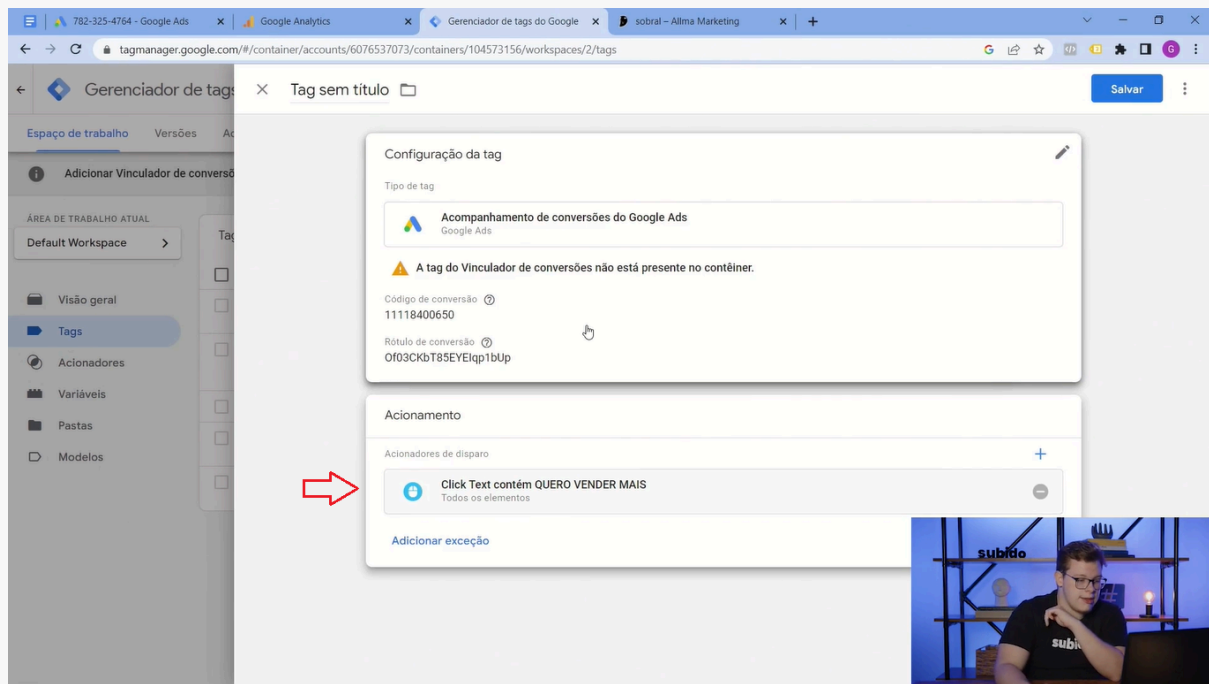 782-325-4764 - Google Ads
Google Analytics
Gerenciador de tags do Google
sobral – Allma Marketing
tagmanager.google.com/#/container/accounts/6076537073/containers/104573156/workspaces/2/tags
G
Gerenciador de tags
Tag sem título
Salvar
Espaço de trabalho
Versões
Adicionar Vinculador de conversõ
ÁREA DE TRABALHO ATUAL
Default Workspace
Visão geral
Tags
Acionadores
Variáveis
Pastas
Modelos
Configuração da tag
Tipo de tag
Acompanhamento de conversões do Google Ads
Google Ads
A tag do Vinculador de conversões não está presente no contêiner.
Código de conversão
11118400650
Rótulo de conversão
Of03CKbT85EYEIqp1bUp
Acionamento
Acionadores de disparo
Click Text contém QUERO VENDER MAIS
Todos os elementos
Adicionar exceção
subido